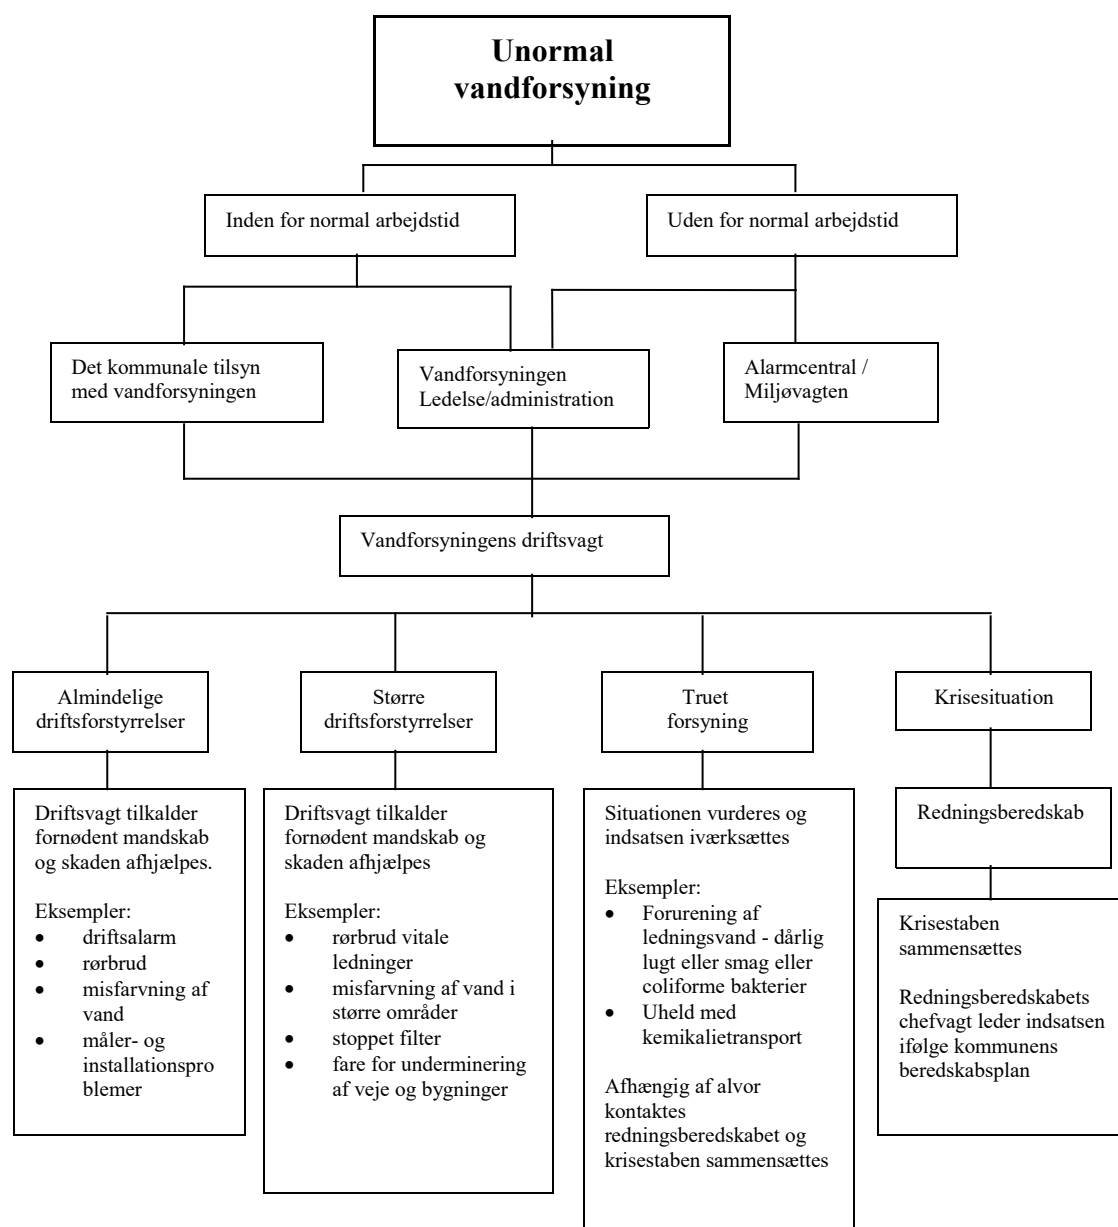 Unormal
vandforsyning
Inden for normal arbejdstid
Uden for normal arbejdstid
Det kommunale tilsyn
med vandforsyningen
Vandforsyningen
Ledelse/administration
Alarmcentral /
Miljøvagten
Vandforsyningens driftsvagt
Almindelige
driftsforstyrrelser
Større
driftsforstyrrelser
Truet
forsyning
Krisesituation
Driftsvagt tilkalder
fornødent mandskab
og skaden afhjælpes.
Eksempler:
• driftsalarm
• rørbrud
• misfarvning af
vand
• måler- og
installationspro
blemer
Driftsvagt tilkalder
fornødent mandskab og
skaden afhjælpes
Eksempler:
• rørbrud vitale
ledninger
• misfarvning af vand i
større områder
• stoppet filter
• fare for underminering
af veje og bygninger
Situationen vurderes og
indsatsen iværksættes
Eksempler:
• Forurening af
ledningsvand - dårlig
lugt eller smag eller
coliforme bakterier
• Uheld med
kemikalietransport
Afhængig af alvor
kontaktes
redningsberedskabet og
krisestaben sammensættes
Redningsberedskab
Krisestaben
sammensættes
Redningsberedskabets
chefvagt leder indsatsen
ifølge kommunens
beredskabsplan